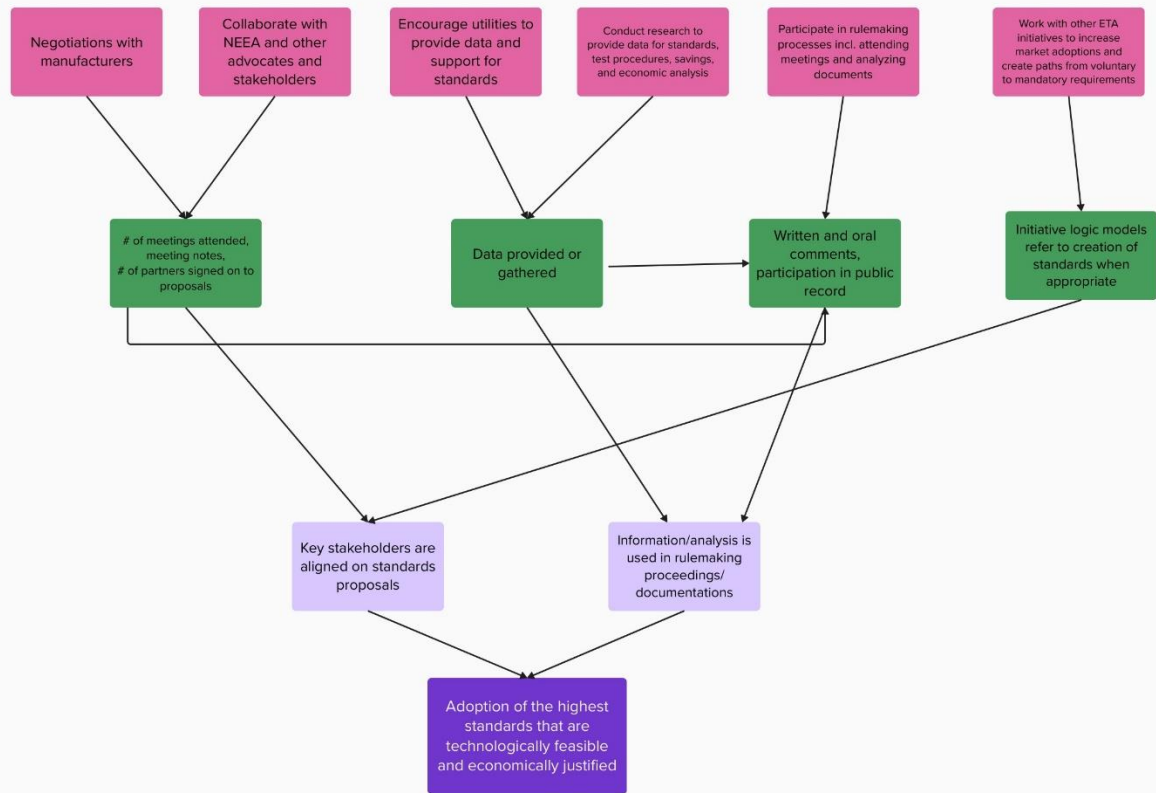 Negotiations with
manufacturers
Collaborate with
NEEA and other
advocates and
stakeholders
Encourage utilities to
provide data and
support for
standards
Conduct research to
provide data for standards,
test procedures, savings,
and economic analysis
Participate in rulemaking
processes incl. attending
meetings and analyzing
documents
Work with other ETA
initiatives to increase
market adoptions and
create paths from voluntary
to mandatory requirements
# of meetings attended,
meeting notes,
# of partners signed on to
proposals
Data provided or
gathered
Written and oral
comments,
participation in public
record
Initiative logic models
refer to creation of
standards when
appropriate
Key stakeholders are
aligned on standards
proposals
Information/analysis is
used in rulemaking
proceedings/
documentations
Adoption of the highest
standards that are
technologically feasible
and economically justified